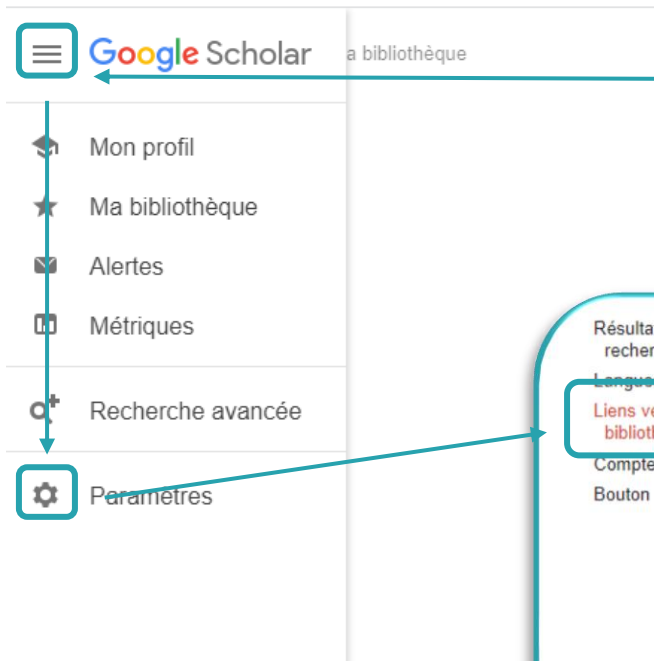 Google Scholar
a bibliothèque
Mon profil
Ma bibliothèque
Alertes
Métriques
Recherche avancée
Paramètres
Résulta
recher
Langue
Liens ve
biblioth
Compte
Bouton